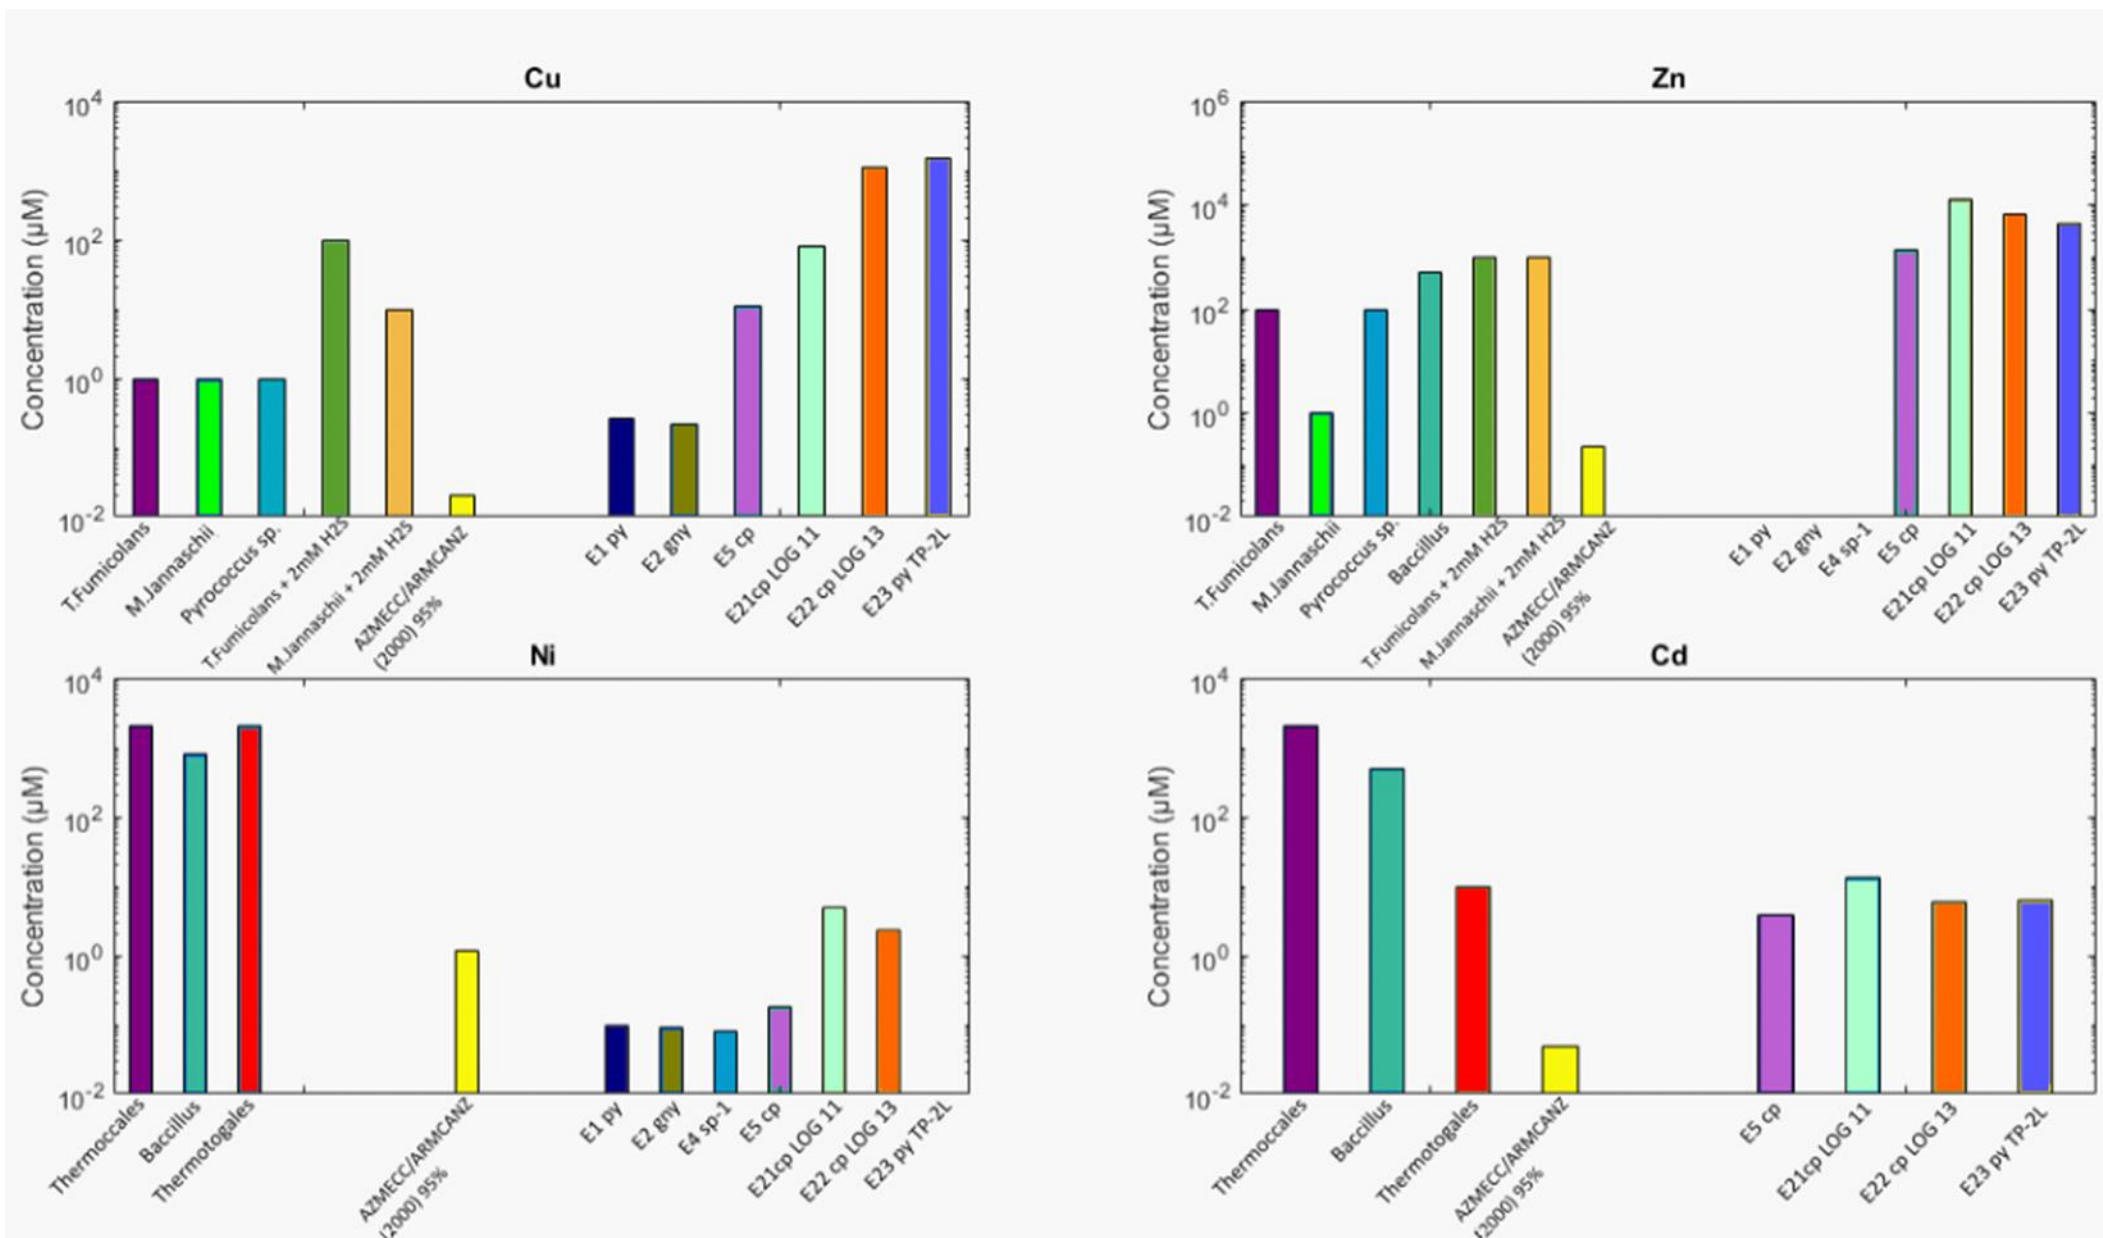 Cu
Concentration (µM)
10^4
10^2
10^0
10^-2
T.Fumicolans
M.Jannaschii
Pyrococcus sp.
T.Fumicolans + 2mM H2S
M.Jannaschii + 2mM H2S
AZMECC/ARMCANZ
(2000) 95%
E1 py
E2 gny
E5 cp
E21cp LOG 11
E22 cp LOG 13
E23 py TP-2L
Zn
Concentration (µM)
10^6
10^4
10^2
10^0
10^-2
T.Fumicolans
M.Jannaschii
Pyrococcus sp.
Baccillus
T.Fumicolans + 2mM H2S
M.Jannaschii + 2mM H2S
AZMECC/ARMCANZ
(2000) 95%
E1 py
E2 gny
E4 sp-1
E5 cp
E21cp LOG 11
E22 cp LOG 13
E23 py TP-2L
Ni
Concentration (µM)
10^4
10^2
10^0
10^-2
Thermoccales
Baccillus
Thermotogales
AZMECC/ARMCANZ
(2000) 95%
E1 py
E2 gny
E4 sp-1
E5 cp
E21cp LOG 11
E22 cp LOG 13
E23 py TP-2L
Cd
Concentration (µM)
10^4
10^2
10^0
10^-2
Thermoccales
Baccillus
Thermotogales
AZMECC/ARMCANZ
(2000) 95%
E5 cp
E21cp LOG 11
E22 cp LOG 13
E23 py TP-2L